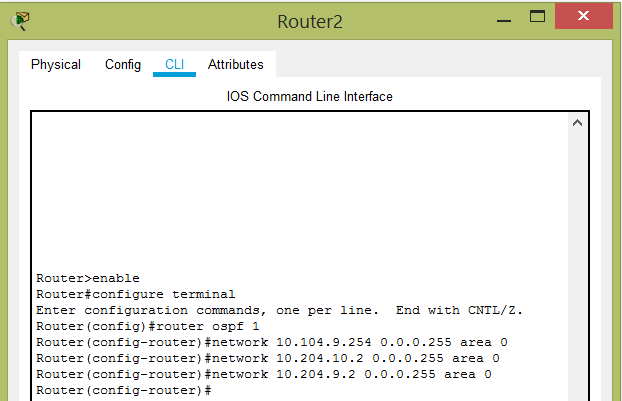 Router2
Physical Config CLI Attributes
IOS Command Line Interface
Router>enable
Router#configure terminal
Enter configuration commands, one per line.  End with CNTL/Z.
Router(config)#router ospf 1
Router(config-router)#network 10.104.9.254 0.0.0.255 area 0
Router(config-router)#network 10.204.10.2 0.0.0.255 area 0
Router(config-router)#network 10.204.9.2 0.0.0.255 area 0
Router(config-router)#